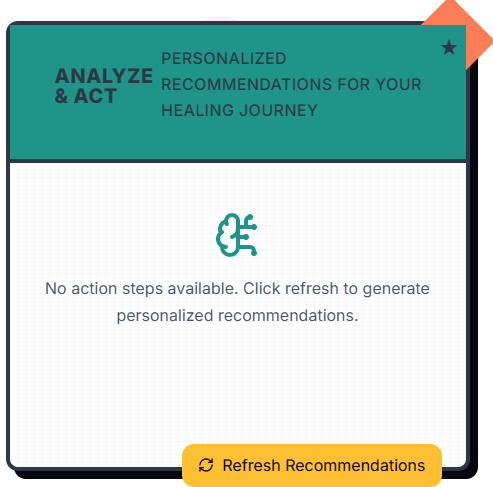 ANALYZE
& ACT
PERSONALIZED
RECOMMENDATIONS FOR YOUR
HEALING JOURNEY
No action steps available. Click refresh to generate
personalized recommendations.
Refresh Recommendations